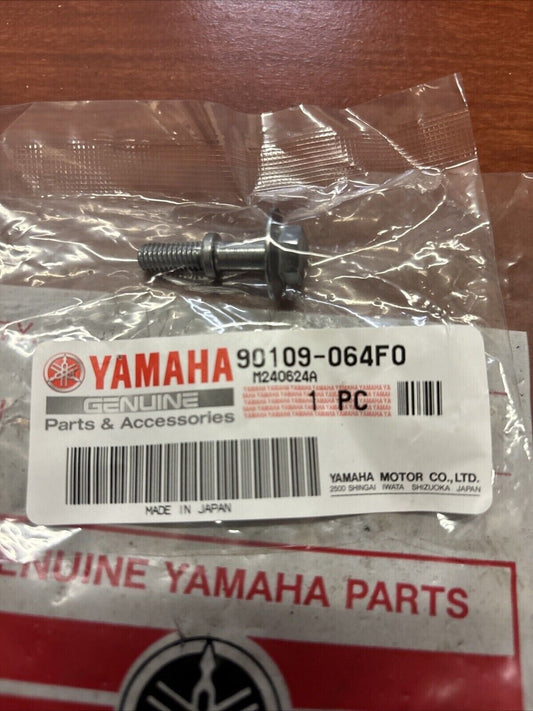 YAMAHA 90109-064F0
M240624A
GENUINE
Parts & Accessories
1 PC
YAMAHA MOTOR CO.,LTD.
2500 SHINGAI IWATA SHIZUOKA JAPAN
MADE IN JAPAN
GENUINE YAMAHA PARTS